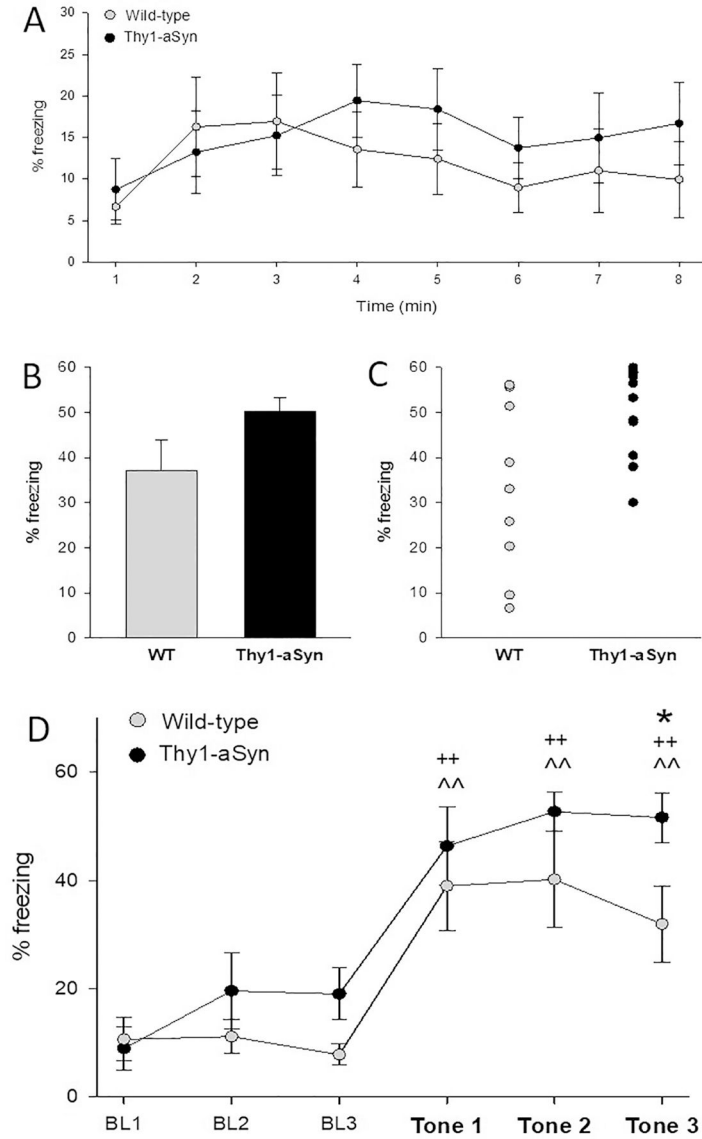 A
Wild-type
Thy1-aSyn
30
25
20
15
10
5
0
% freezing
1 2 3 4 5 6 7 8
Time (min)
B
60
50
40
30
20
10
0
% freezing
WT Thy1-aSyn
C
60
50
40
30
20
10
0
% freezing
WT Thy1-aSyn
D
Wild-type
Thy1-aSyn
*
++ ++ ++
^^ ^^ ^^
60
40
20
0
% freezing
BL1 BL2 BL3 Tone 1 Tone 2 Tone 3